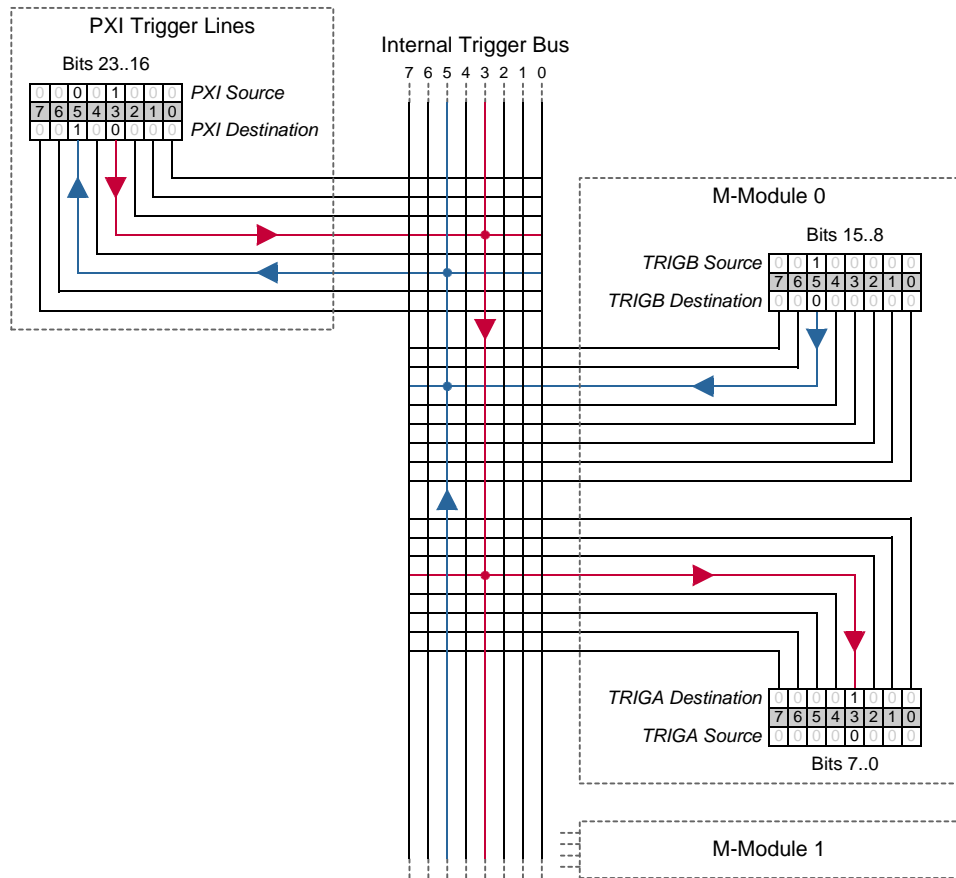 PXI Trigger Lines
Bits 23..16
0 0 0 0 1 0 0 0 PXI Source
7 6 5 4 3 2 1 0
0 0 1 0 0 0 0 0 PXI Destination
Internal Trigger Bus
7 6 5 4 3 2 1 0
M-Module 0
Bits 15..8
TRIGB Source 0 0 1 0 0 0 0 0
7 6 5 4 3 2 1 0
TRIGB Destination 0 0 0 0 0 0 0 0
TRIGA Destination 0 0 0 0 1 0 0 0
7 6 5 4 3 2 1 0
TRIGA Source 0 0 0 0 0 0 0 0
Bits 7..0
M-Module 1